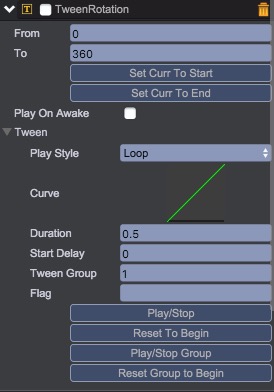 T TweenRotation
From 0
To 360
Set Curr To Start
Set Curr To End
Play On Awake
Tween
Play Style Loop
Curve
Duration 0.5
Start Delay 0
Tween Group 1
Flag
Play/Stop
Reset To Begin
Play/Stop Group
Reset Group to Begin